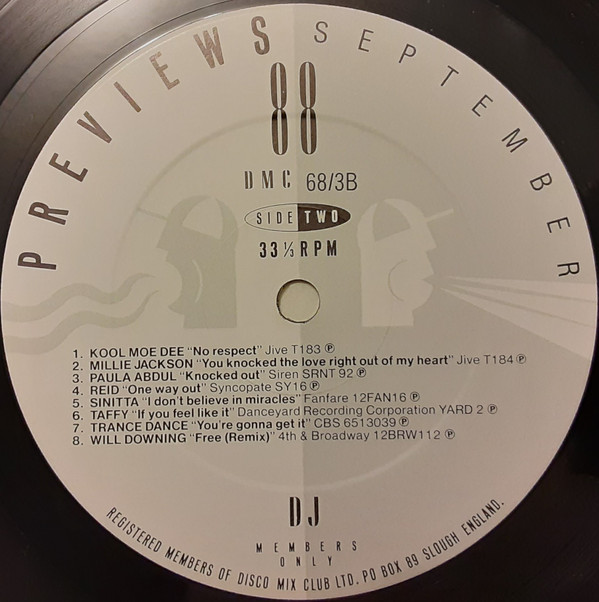 PREVIEWS SEPTEMBER
88
DMC 68/3B
SIDE TWO
33 1/3 RPM
1. KOOL MOE DEE "No respect" Jive T183 ℗
2. MILLIE JACKSON "You knocked the love right out of my heart" Jive T184 ℗
3. PAULA ABDUL "Knocked out" Siren SRNT 92 ℗
4. REID "One way out" Syncopate SY16 ℗
5. SINITTA "I don't believe in miracles" Fanfare 12FAN16 ℗
6. TAFFY "If you feel like it" Danceyard Recording Corporation YARD 2 ℗
7. TRANCE DANCE "You're gonna get it" CBS 6513039 ℗
8. WILL DOWNING "Free (Remix)" 4th & Broadway 12BRW112 ℗
DJ
MEMBERS
ONLY
REGISTERED MEMBERS OF DISCO MIX CLUB LTD. PO BOX 89 SLOUGH ENGLAND.